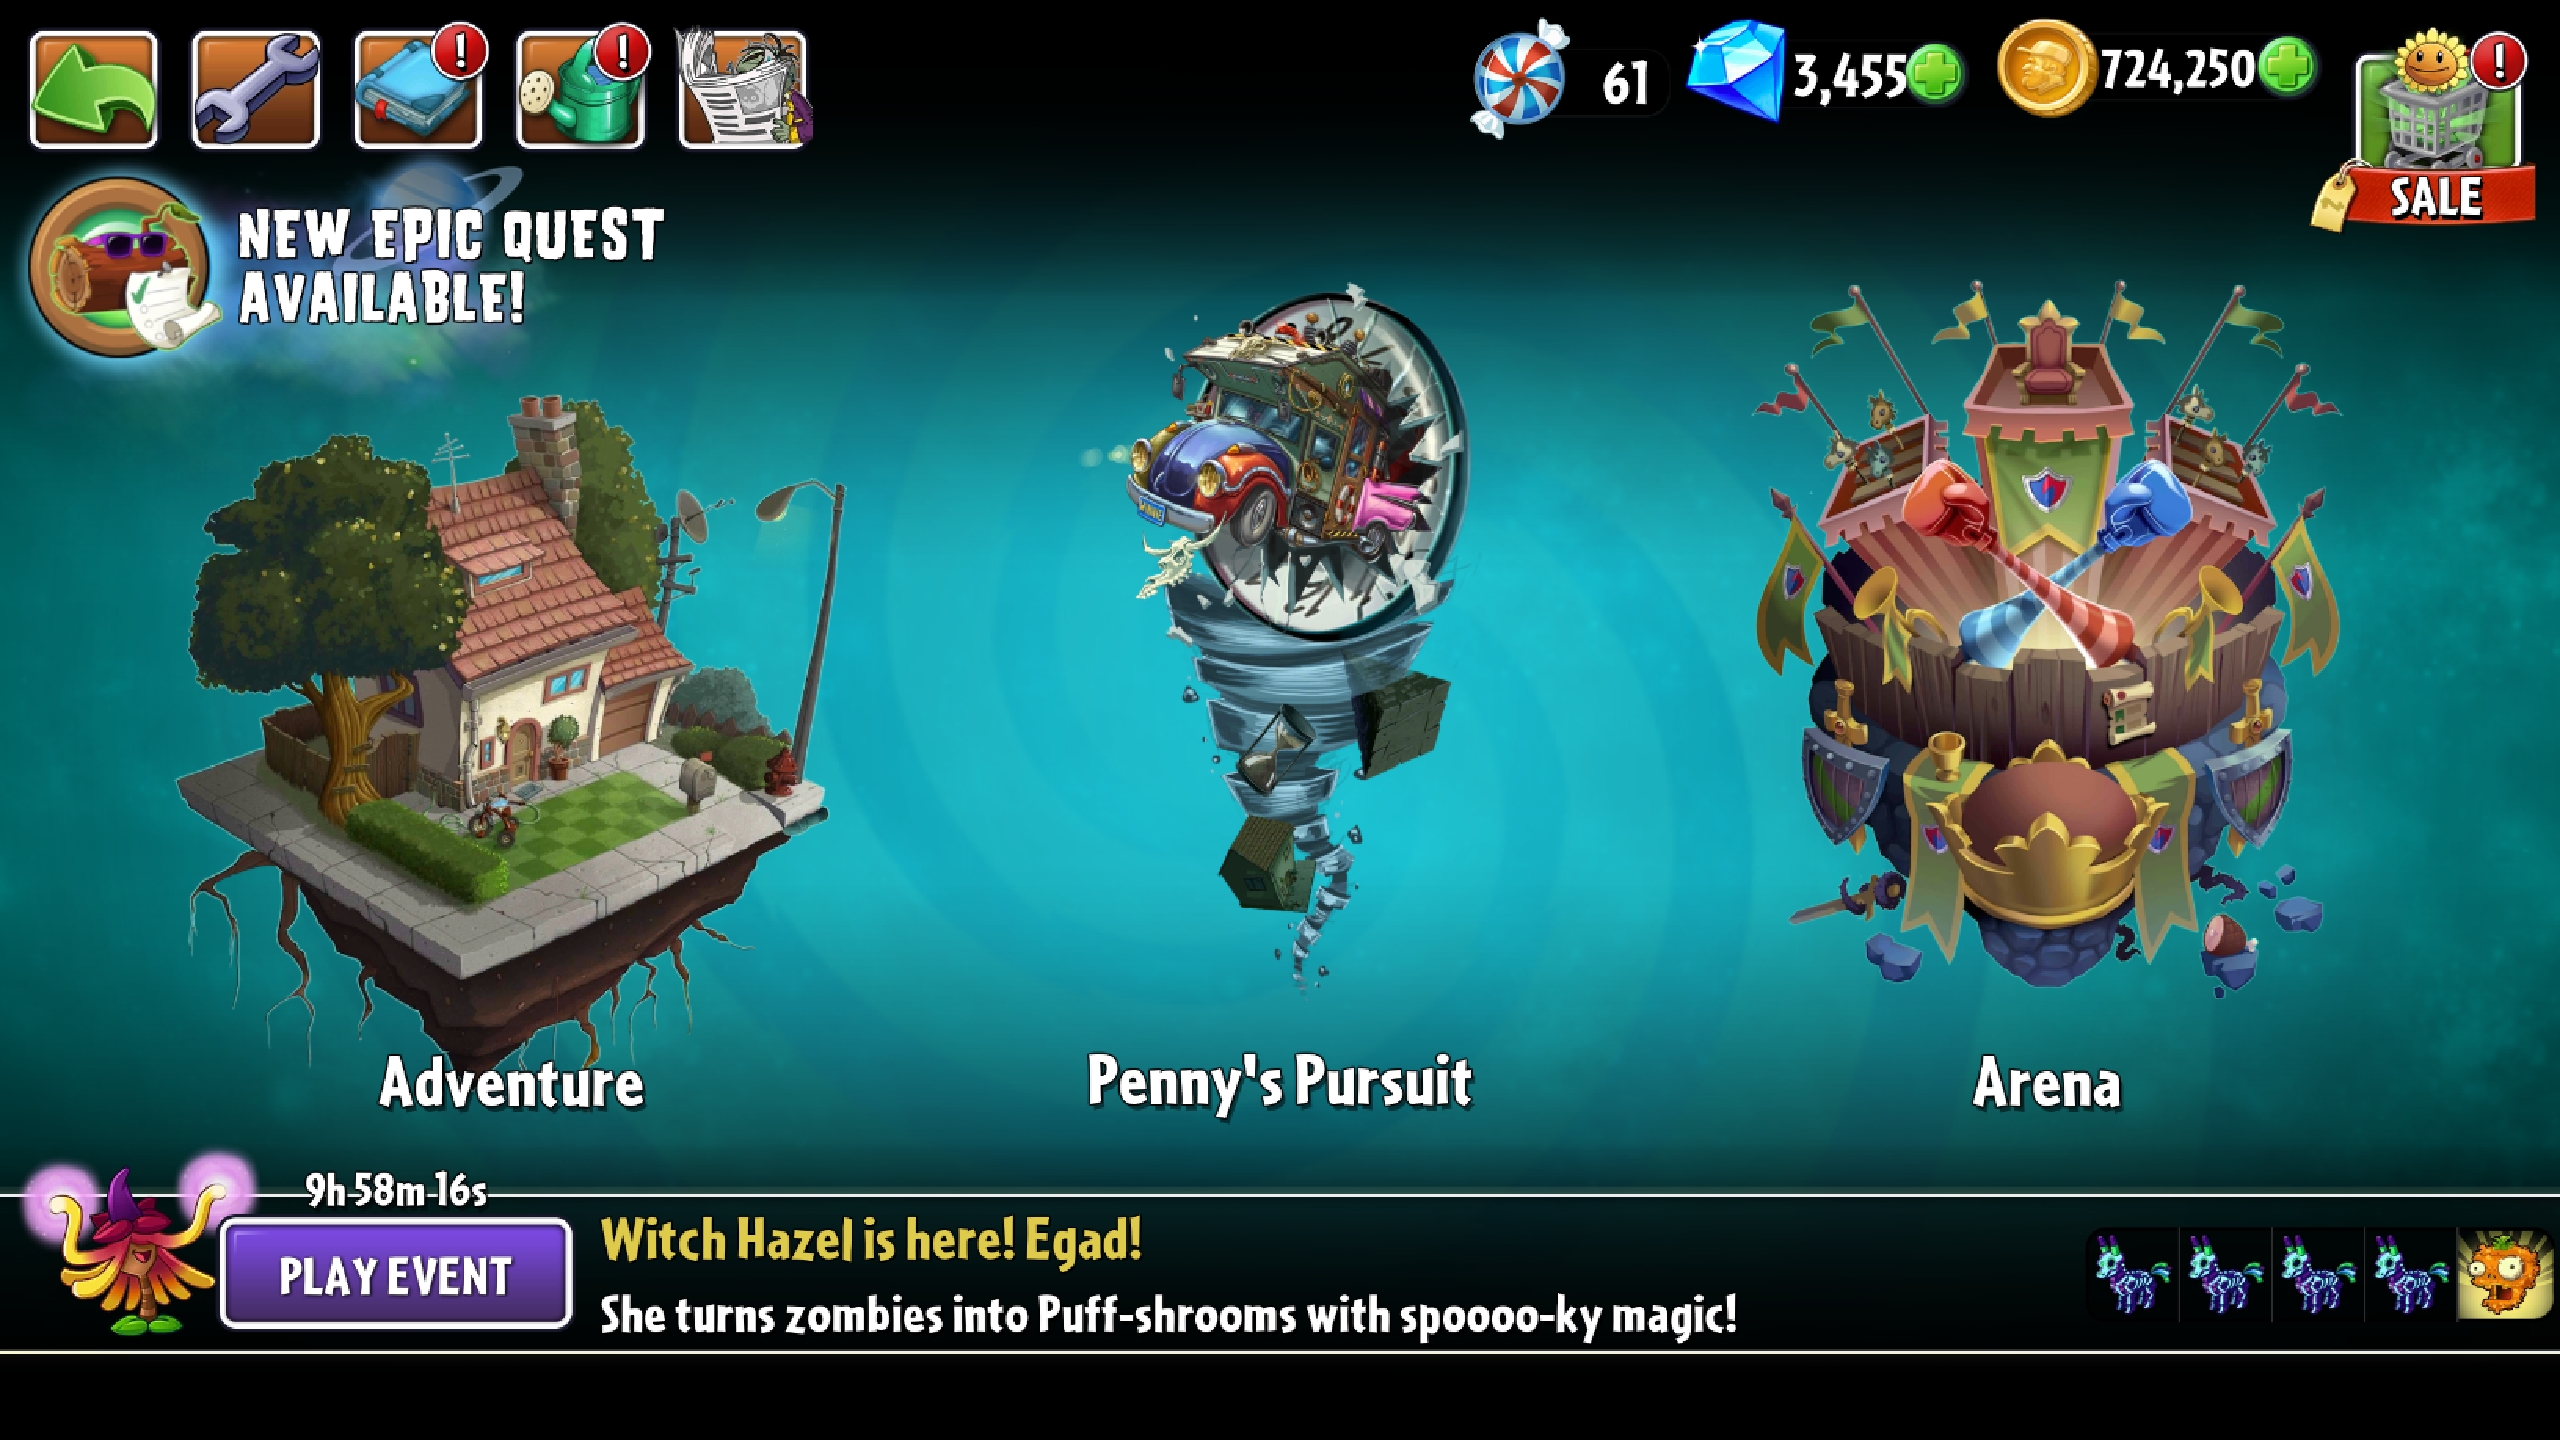 61
3,455
724,250
SALE
NEW EPIC QUEST
AVAILABLE!
Adventure
Penny's Pursuit
Arena
9h 58m 16s
PLAY EVENT
Witch Hazel is here! Egad!
She turns zombies into Puff-shrooms with spoooo-ky magic!